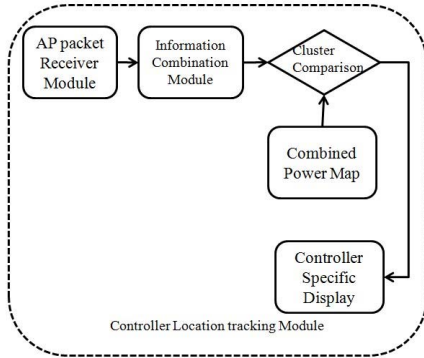 AP packet
Receiver
Module
Information
Combination
Module
Cluster
Comparison
Combined
Power Map
Controller
Specific
Display
Controller Location tracking Module